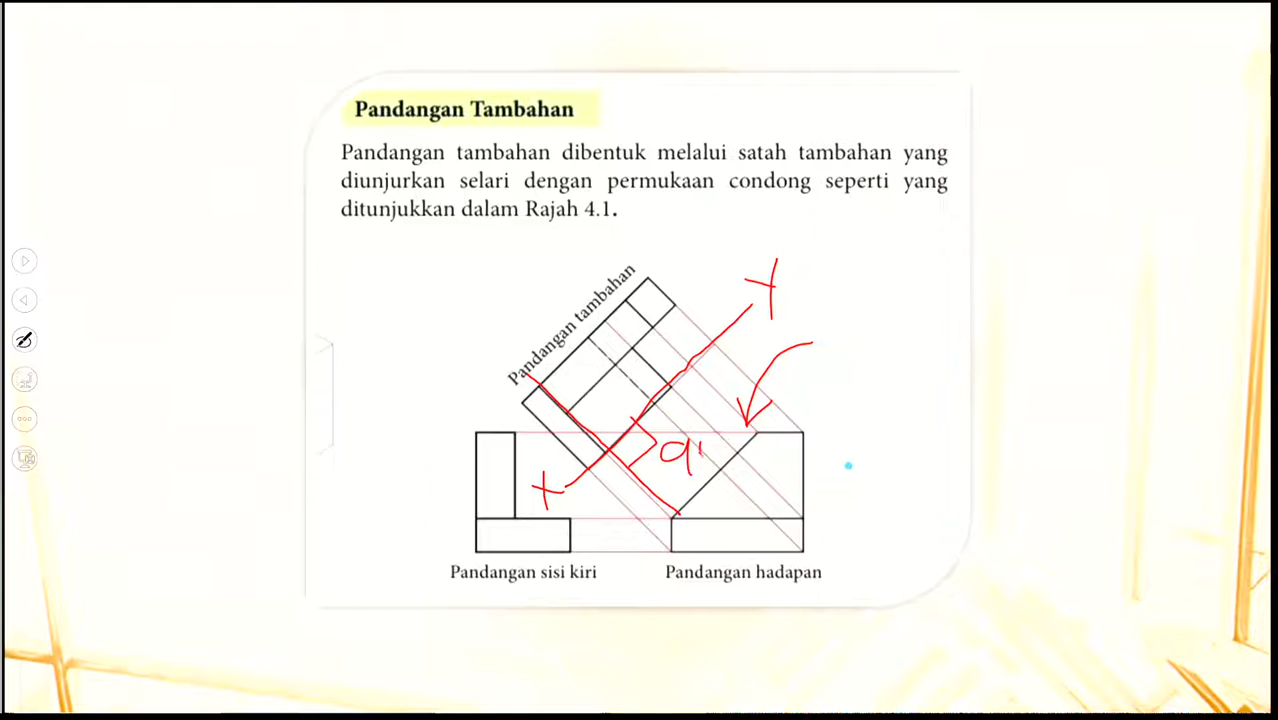 Pandangan Tambahan
Pandangan tambahan dibentuk melalui satah tambahan yang
diunjurkan selari dengan permukaan condong seperti yang
ditunjukkan dalam Rajah 4.1.
Pandangan tambahan
Y
X
Pandangan sisi kiri
Pandangan hadapan